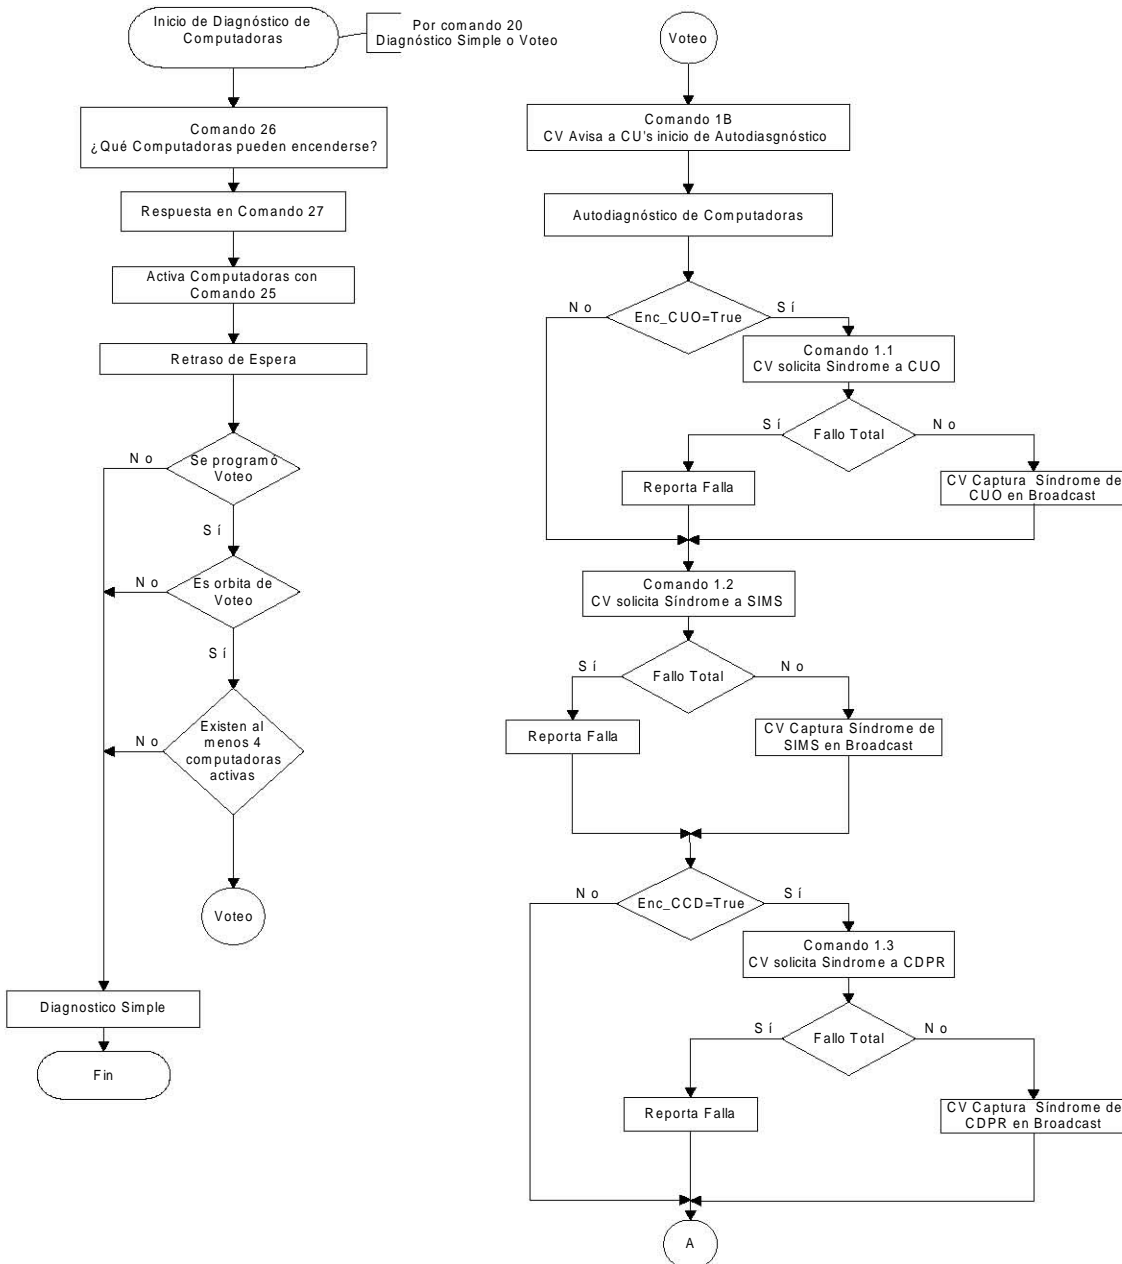 Inicio de Diagnóstico de
Computadoras
Por comando 20
Diagnóstico Simple o Voteo
Comando 26
¿Qué Computadoras pueden encenderse?
Respuesta en Comando 27
Activa Computadoras con
Comando 25
Retraso de Espera
Se programó
Voteo
No
Sí
Es orbita de
Voteo
No
Sí
Existen al
menos 4
computadoras
activas
No
Voteo
Diagnostico Simple
Fin
Voteo
Comando 1B
CV Avisa a CU's inicio de Autodiasgnóstico
Autodiagnóstico de Computadoras
Enc_CUO=True
No
Sí
Comando 1.1
CV solicita Sindrome a CUO
Fallo Total
Sí
No
Reporta Falla
CV Captura Síndrome de
CUO en Broadcast
Comando 1.2
CV solicita Síndrome a SIMS
Fallo Total
Sí
No
Reporta Falla
CV Captura Síndrome de
SIMS en Broadcast
Enc_CCD=True
No
Sí
Comando 1.3
CV solicita Sindrome a CDPR
Fallo Total
Sí
No
Reporta Falla
CV Captura Síndrome de
CDPR en Broadcast
A